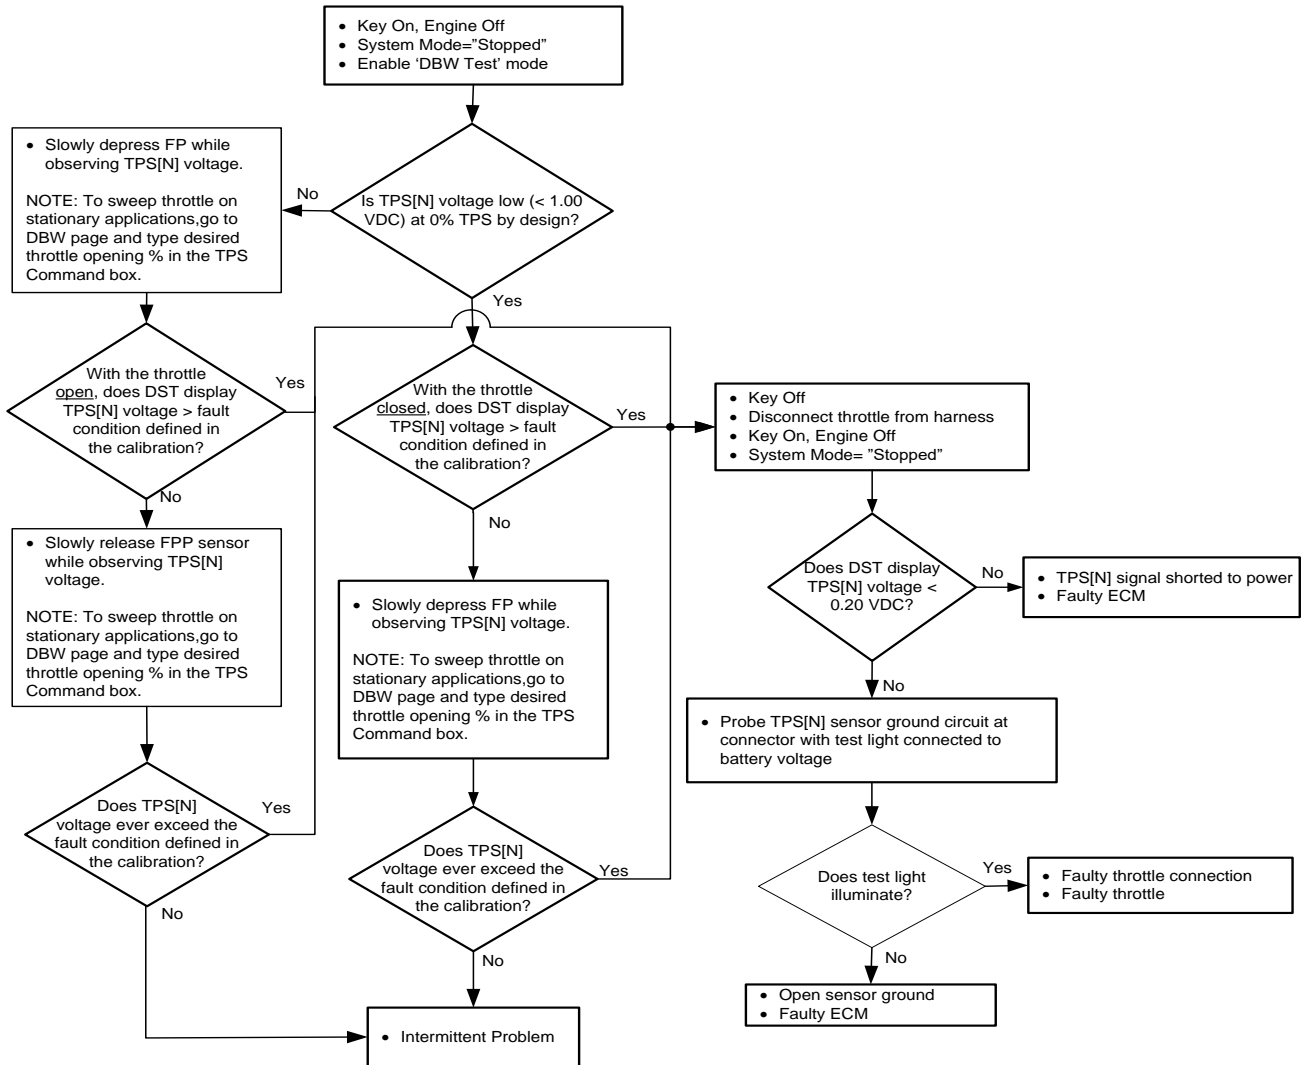 • Key On, Engine Off
• System Mode="Stopped"
• Enable 'DBW Test' mode
• Slowly depress FP while
observing TPS[N] voltage.
NOTE: To sweep throttle on
stationary applications,go to
DBW page and type desired
throttle opening % in the TPS
Command box.
No
Is TPS[N] voltage low (< 1.00
VDC) at 0% TPS by design?
Yes
With the throttle
open, does DST display
TPS[N] voltage > fault
condition defined in
the calibration?
Yes
No
With the throttle
closed, does DST display
TPS[N] voltage > fault
condition defined in
the calibration?
Yes
No
• Key Off
• Disconnect throttle from harness
• Key On, Engine Off
• System Mode= "Stopped"
• Slowly release FPP sensor
while observing TPS[N]
voltage.
NOTE: To sweep throttle on
stationary applications,go to
DBW page and type desired
throttle opening % in the TPS
Command box.
• Slowly depress FP while
observing TPS[N] voltage.
NOTE: To sweep throttle on
stationary applications,go to
DBW page and type desired
throttle opening % in the TPS
Command box.
Does DST display
TPS[N] voltage <
0.20 VDC?
No
• TPS[N] signal shorted to power
• Faulty ECM
No
• Probe TPS[N] sensor ground circuit at
connector with test light connected to
battery voltage
Does TPS[N]
voltage ever exceed the
fault condition defined in
the calibration?
Yes
No
Does TPS[N]
voltage ever exceed the
fault condition defined in
the calibration?
Yes
No
Does test light
illuminate?
Yes
• Faulty throttle connection
• Faulty throttle
No
• Open sensor ground
• Faulty ECM
• Intermittent Problem